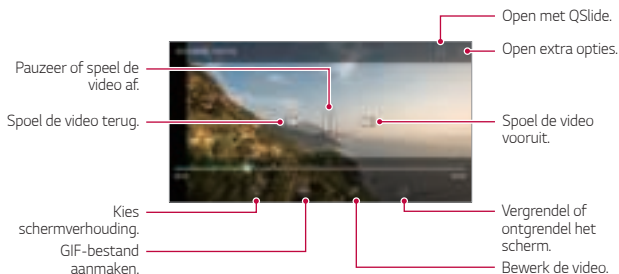 Open met QSlide.
Open extra opties.
Pauzeer of speel de
video af.
Spoel de video terug.
Spoel de video
vooruit.
Kies
schermverhouding.
GIF-bestand
aanmaken.
Vergrendel of
ontgrendel het
scherm.
Bewerk de video.